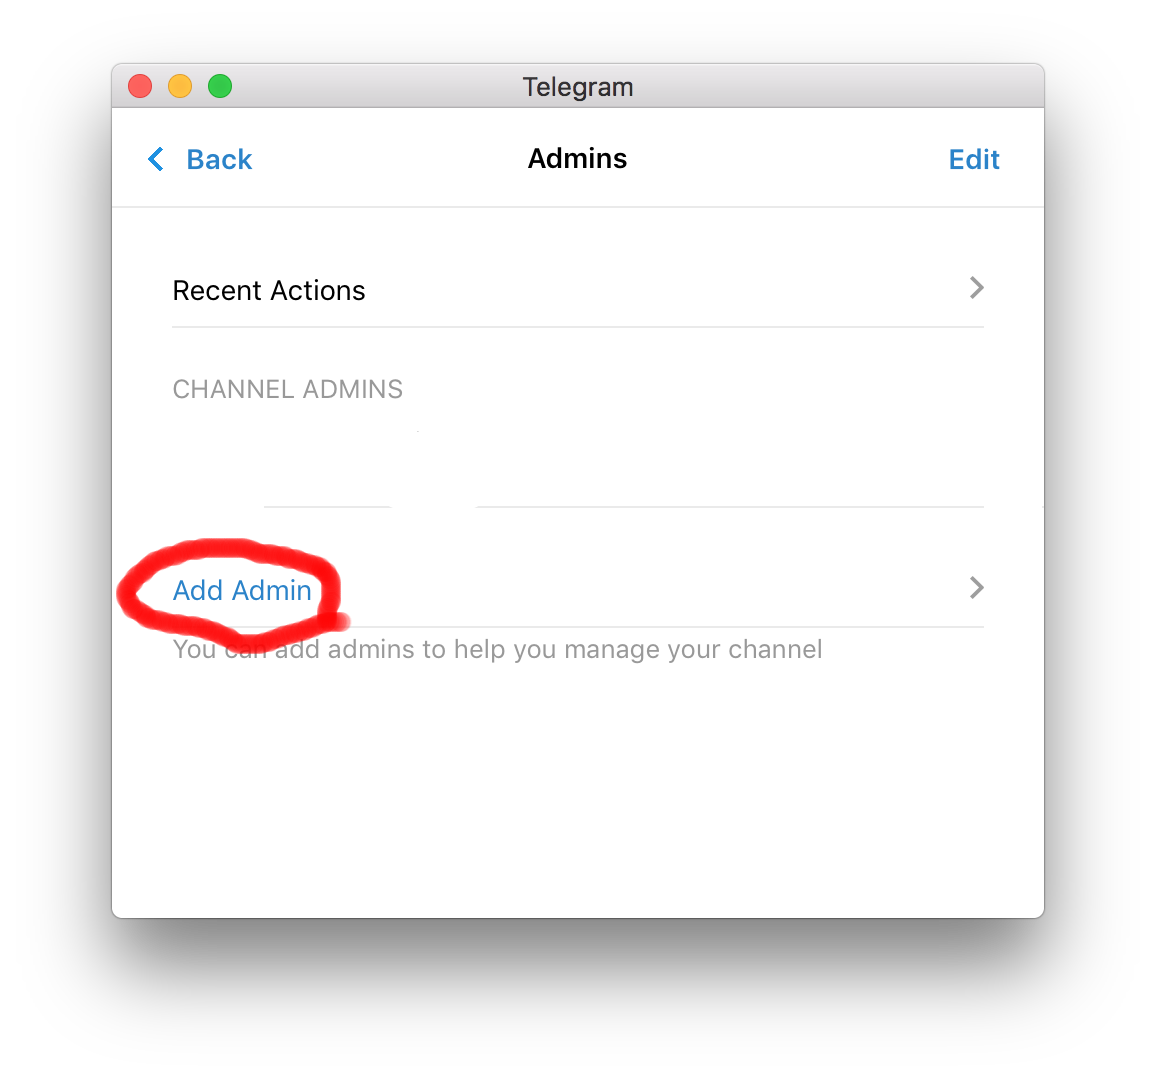 Telegram
Back
Admins
Edit
Recent Actions
CHANNEL ADMINS
Add Admin
You can add admins to help you manage your channel